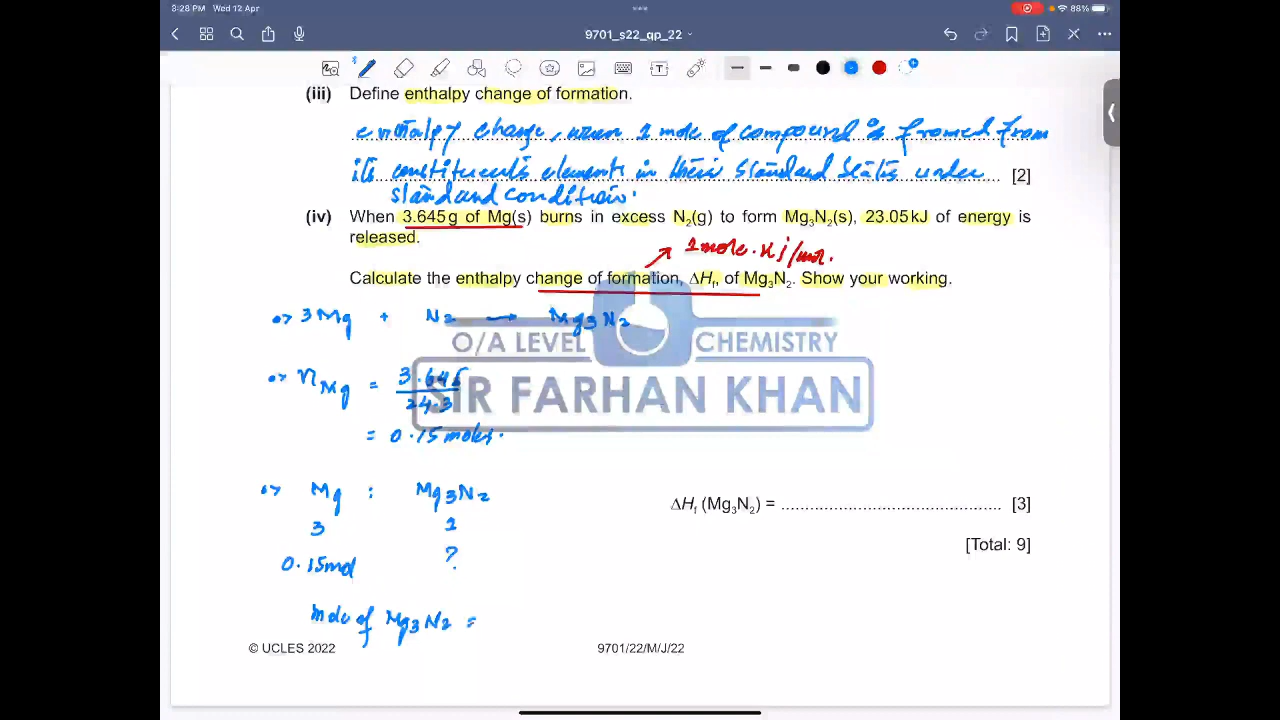 3:28 PM Wed 12 Apr
88%
9701_s22_qp_22
(iii) Define enthalpy change of formation.
enthalpy change, when 1 mole of compound is fromed from
its constituents elements in their standard states under
standard condition.
[2]
(iv) When 3.645 g of Mg(s) burns in excess N2(g) to form Mg3N2(s), 23.05 kJ of energy is
released.
1 mole. kJ/mol.
Calculate the enthalpy change of formation, ΔHf, of Mg3N2. Show your working.
=> 3Mg + N2 → Mg3N2
O/A LEVEL CHEMISTRY
=> nMg = 3.645
24.3
SIR FARHAN KHAN
= 0.15 moles.
=> Mg : Mg3N2
ΔHf (Mg3N2) = ............................................ [3]
3 1
[Total: 9]
0.15mol ?
mole of Mg3N2 =
© UCLES 2022 9701/22/M/J/22